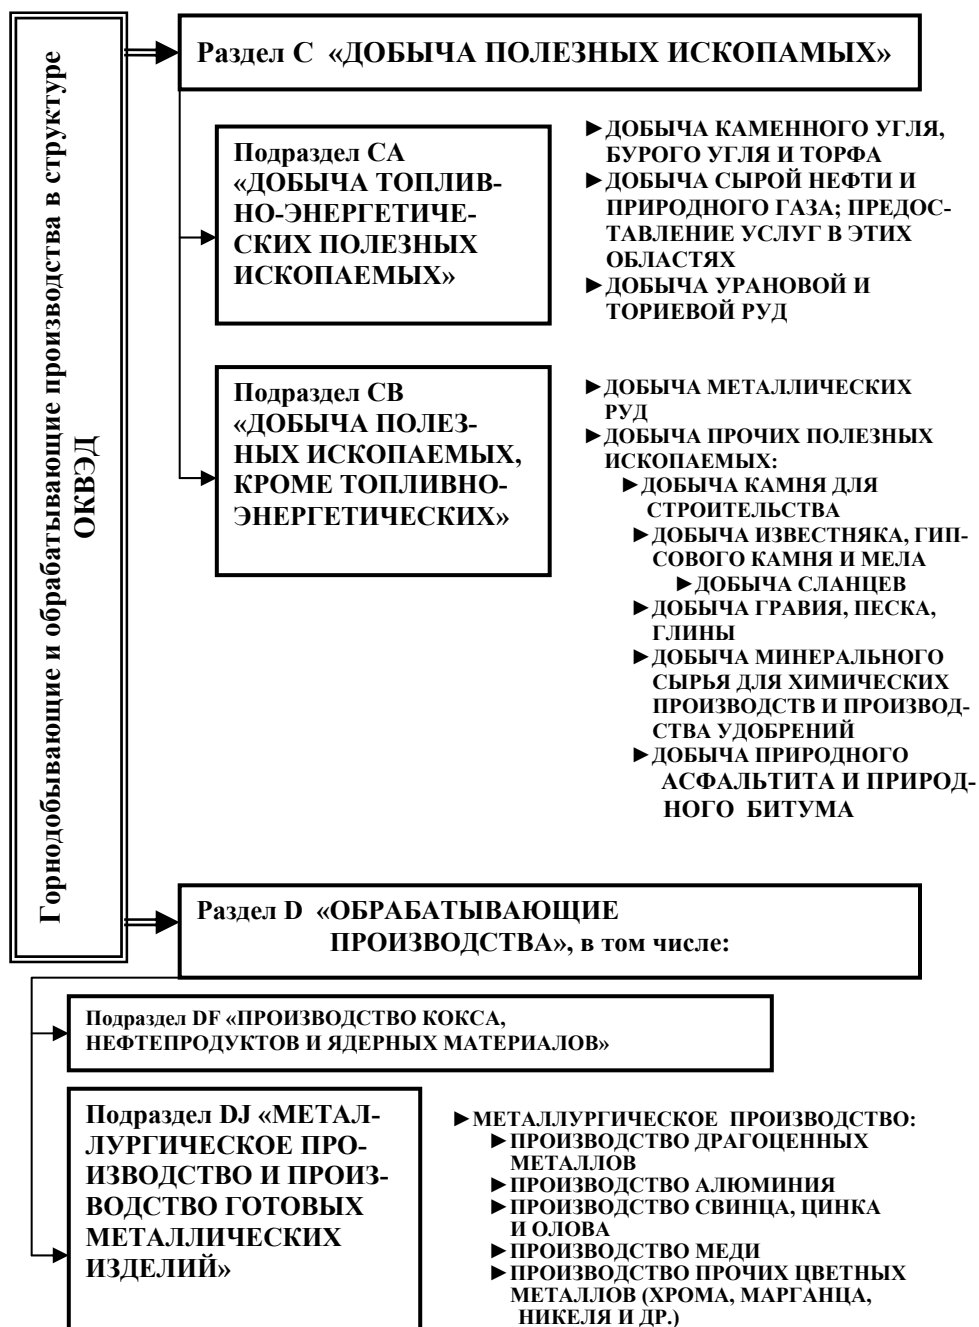 Горнодобывающие и обрабатывающие производства в структуре
ОКВЭД
Раздел С «ДОБЫЧА ПОЛЕЗНЫХ ИСКОПАМЫХ»
Подраздел СА
«ДОБЫЧА ТОПЛИВ-
НО-ЭНЕРГЕТИЧЕ-
СКИХ ПОЛЕЗНЫХ
ИСКОПАЕМЫХ»
►ДОБЫЧА КАМЕННОГО УГЛЯ,
БУРОГО УГЛЯ И ТОРФА
►ДОБЫЧА СЫРОЙ НЕФТИ И
ПРИРОДНОГО ГАЗА; ПРЕДОС-
ТАВЛЕНИЕ УСЛУГ В ЭТИХ
ОБЛАСТЯХ
►ДОБЫЧА УРАНОВОЙ И
ТОРИЕВОЙ РУД
Подраздел СВ
«ДОБЫЧА ПОЛЕЗ-
НЫХ ИСКОПАЕМЫХ,
КРОМЕ ТОПЛИВНО-
ЭНЕРГЕТИЧЕСКИХ»
►ДОБЫЧА МЕТАЛЛИЧЕСКИХ
РУД
►ДОБЫЧА ПРОЧИХ ПОЛЕЗНЫХ
ИСКОПАЕМЫХ:
►ДОБЫЧА КАМНЯ ДЛЯ
СТРОИТЕЛЬСТВА
►ДОБЫЧА ИЗВЕСТНЯКА, ГИП-
СОВОГО КАМНЯ И МЕЛА
►ДОБЫЧА СЛАНЦЕВ
►ДОБЫЧА ГРАВИЯ, ПЕСКА,
ГЛИНЫ
►ДОБЫЧА МИНЕРАЛЬНОГО
СЫРЬЯ ДЛЯ ХИМИЧЕСКИХ
ПРОИЗВОДСТВ И ПРОИЗВОД-
СТВА УДОБРЕНИЙ
►ДОБЫЧА ПРИРОДНОГО
АСФАЛЬТИТА И ПРИРОД-
НОГО БИТУМА
Раздел D «ОБРАБАТЫВАЮЩИЕ
ПРОИЗВОДСТВА», в том числе:
Подраздел DF «ПРОИЗВОДСТВО КОКСА,
НЕФТЕПРОДУКТОВ И ЯДЕРНЫХ МАТЕРИАЛОВ»
Подраздел DJ «МЕТАЛ-
ЛУРГИЧЕСКОЕ ПРО-
ИЗВОДСТВО И ПРОИЗ-
ВОДСТВО ГОТОВЫХ
МЕТАЛЛИЧЕСКИХ
ИЗДЕЛИЙ»
►МЕТАЛЛУРГИЧЕСКОЕ ПРОИЗВОДСТВО:
►ПРОИЗВОДСТВО ДРАГОЦЕННЫХ
МЕТАЛЛОВ
►ПРОИЗВОДСТВО АЛЮМИНИЯ
►ПРОИЗВОДСТВО СВИНЦА, ЦИНКА
И ОЛОВА
►ПРОИЗВОДСТВО МЕДИ
►ПРОИЗВОДСТВО ПРОЧИХ ЦВЕТНЫХ
МЕТАЛЛОВ (ХРОМА, МАРГАНЦА,
НИКЕЛЯ И ДР.)